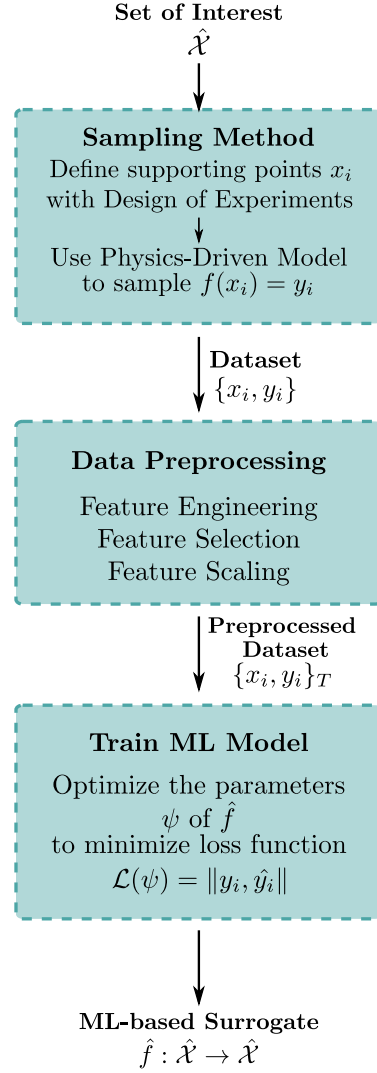 Set of Interest
𝒳̂
Sampling Method
Define supporting points xᵢ
with Design of Experiments
Use Physics-Driven Model
to sample f(xᵢ) = yᵢ
Dataset
{xᵢ, yᵢ}
Data Preprocessing
Feature Engineering
Feature Selection
Feature Scaling
Preprocessed
Dataset
{xᵢ, yᵢ}_T
Train ML Model
Optimize the parameters
ψ of f̂
to minimize loss function
ℒ(ψ) = ‖yᵢ, ŷᵢ‖
ML-based Surrogate
f̂ : 𝒳̂ → 𝒳̂